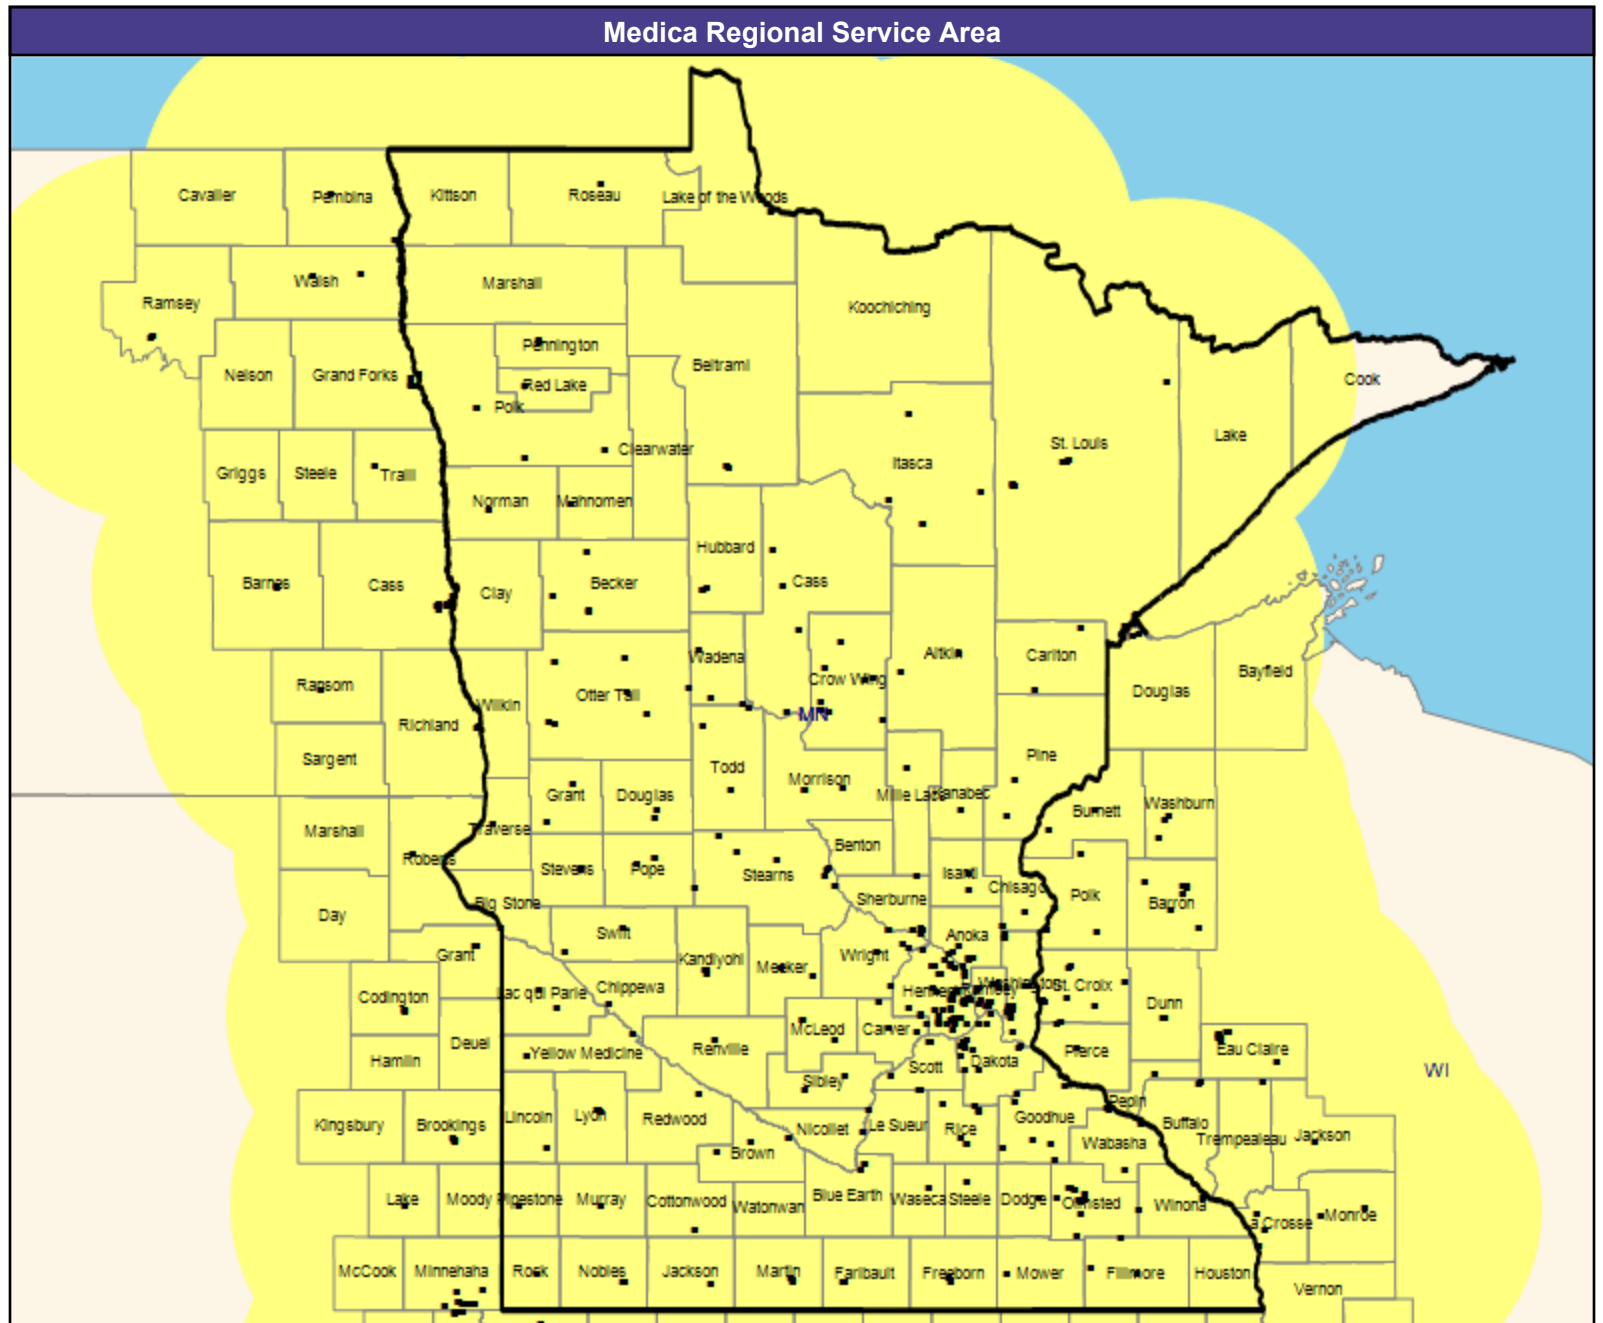 Medica Regional Service Area
Cavalier
Pembina
Kittson
Roseau
Lake of the Woods
Ramsey
Walsh
Marshall
Koochiching
Nelson
Grand Forks
Pennington
Red Lake
Polk
Beltrami
Cook
Clearwater
Griggs
Steele
Traill
Norman
Mahnomen
Itasca
St. Louis
Lake
Barnes
Cass
Clay
Becker
Hubbard
Cass
Ransom
Richland
Wilkin
Otter Tail
Wadena
Crow Wing
MN
Aitkin
Carlton
Douglas
Bayfield
Sargent
Todd
Morrison
Mille Lacs
Kanabec
Pine
Burnett
Washburn
Marshall
Roberts
Traverse
Grant
Douglas
Day
Big Stone
Stevens
Pope
Stearns
Benton
Sherburne
Isanti
Chisago
Polk
Barron
Grant
Swift
Kandiyohi
Meeker
Wright
Anoka
Codington
Lac qui Parle
Chippewa
Hennepin
Ramsey
Washington
St. Croix
Dunn
Hamlin
Deuel
Yellow Medicine
Renville
McLeod
Carver
Scott
Dakota
Pierce
Eau Claire
WI
Sibley
Kingsbury
Brookings
Lincoln
Lyon
Redwood
Brown
Nicollet
Le Sueur
Rice
Goodhue
Wabasha
Pepin
Buffalo
Trempealeau
Jackson
Lake
Moody
Pipestone
Murray
Cottonwood
Watonwan
Blue Earth
Waseca
Steele
Dodge
Olmsted
Winona
La Crosse
Monroe
McCook
Minnehaha
Rock
Nobles
Jackson
Martin
Faribault
Freeborn
Mower
Fillmore
Houston
Vernon